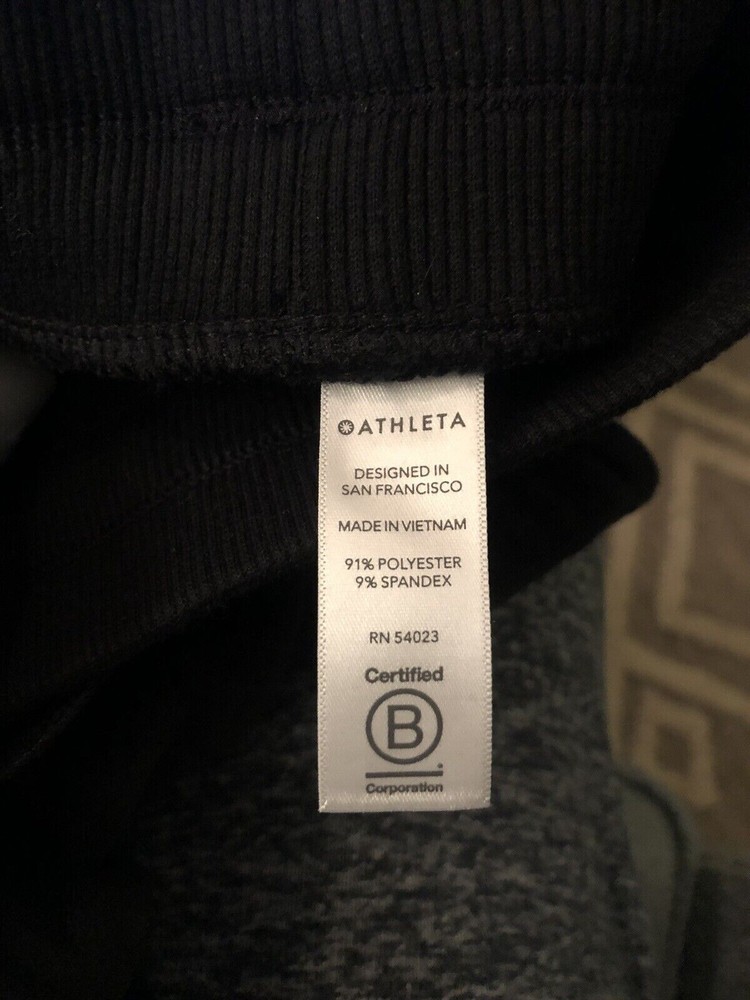 ATHLETA
DESIGNED IN
SAN FRANCISCO
MADE IN VIETNAM
91% POLYESTER
9% SPANDEX
RN 54023
Certified
B
Corporation